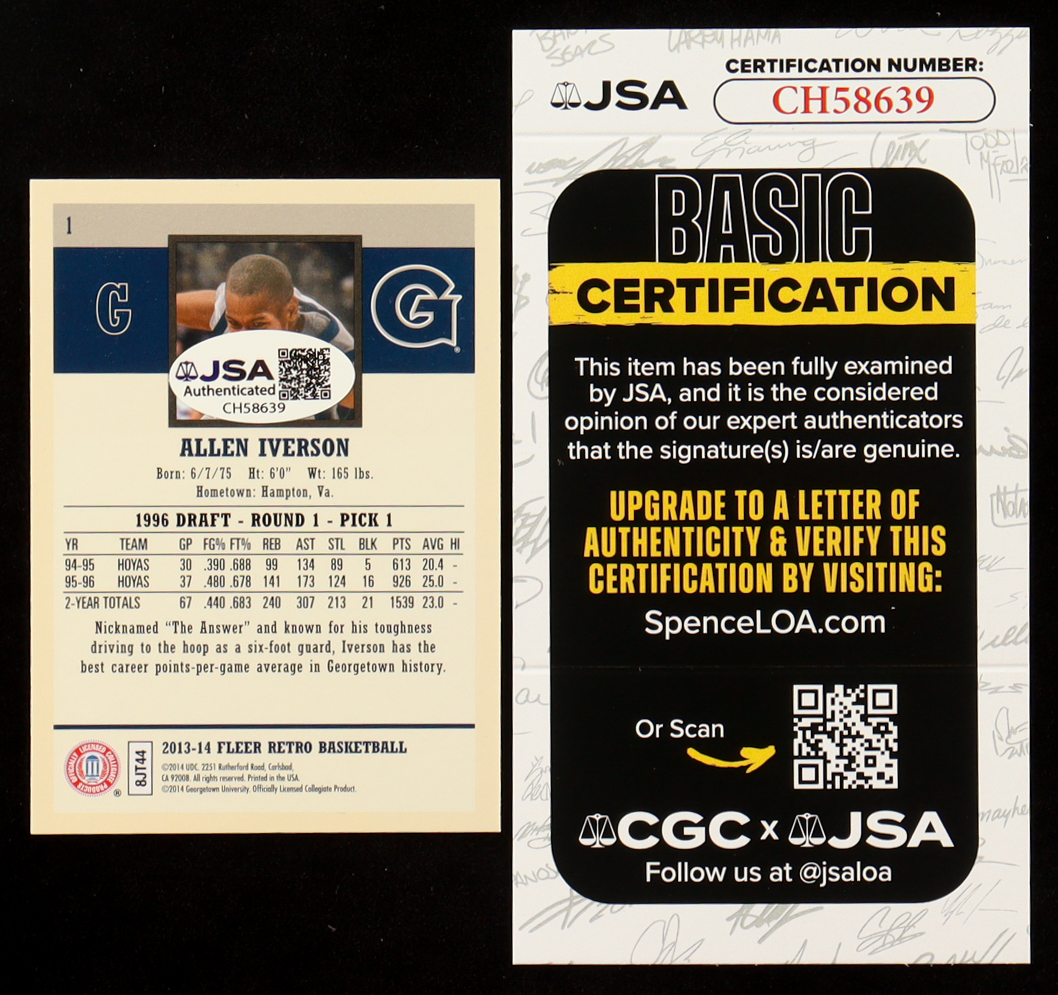 1
G
G
JSA
Authenticated
CH58639
ALLEN IVERSON
Born: 6/7/75 Ht: 6'0" Wt: 165 lbs.
Hometown: Hampton, Va.
1996 DRAFT - ROUND 1 - PICK 1
YR TEAM GP FG% FT% REB AST STL BLK PTS AVG HI
94-95 HOYAS 30 .390 .688 99 134 89 5 613 20.4 -
95-96 HOYAS 37 .480 .678 141 173 124 16 926 25.0 -
2-YEAR TOTALS 67 .440 .683 240 307 213 21 1539 23.0 -
Nicknamed "The Answer" and known for his toughness
driving to the hoop as a six-foot guard, Iverson has the
best career points-per-game average in Georgetown history.
OFFICIALLY LICENSED COLLEGIATE PRODUCTS
8JT44
2013-14 FLEER RETRO BASKETBALL
©2014 UDC. 2251 Rutherford Road, Carlsbad,
CA 92008. All rights reserved. Printed in the USA.
©2014 Georgetown University. Officially Licensed Collegiate Product.
JSA
CERTIFICATION NUMBER:
CH58639
BASIC
CERTIFICATION
This item has been fully examined
by JSA, and it is the considered
opinion of our expert authenticators
that the signature(s) is/are genuine.
UPGRADE TO A LETTER OF
AUTHENTICITY & VERIFY THIS
CERTIFICATION BY VISITING:
SpenceLOA.com
Or Scan
CGC x JSA
Follow us at @jsaloa